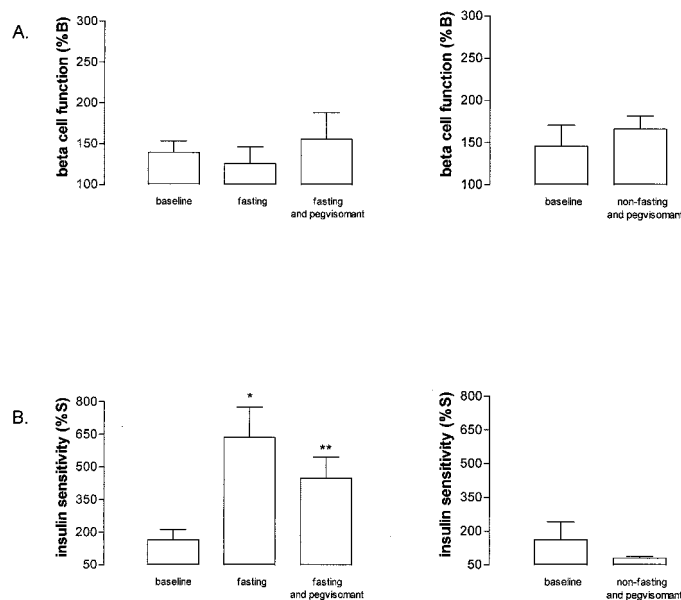 A.
beta cell function (%B)
300
250
200
150
100
baseline
fasting
fasting
and pegvisomant
beta cell function (%B)
300
250
200
150
100
baseline
non-fasting
and pegvisomant
B.
insulin sensitivity (%S)
800
650
500
350
200
50
*
**
baseline
fasting
fasting
and pegvisomant
insulin sensitivity (%S)
800
650
500
350
200
50
baseline
non-fasting
and pegvisomant